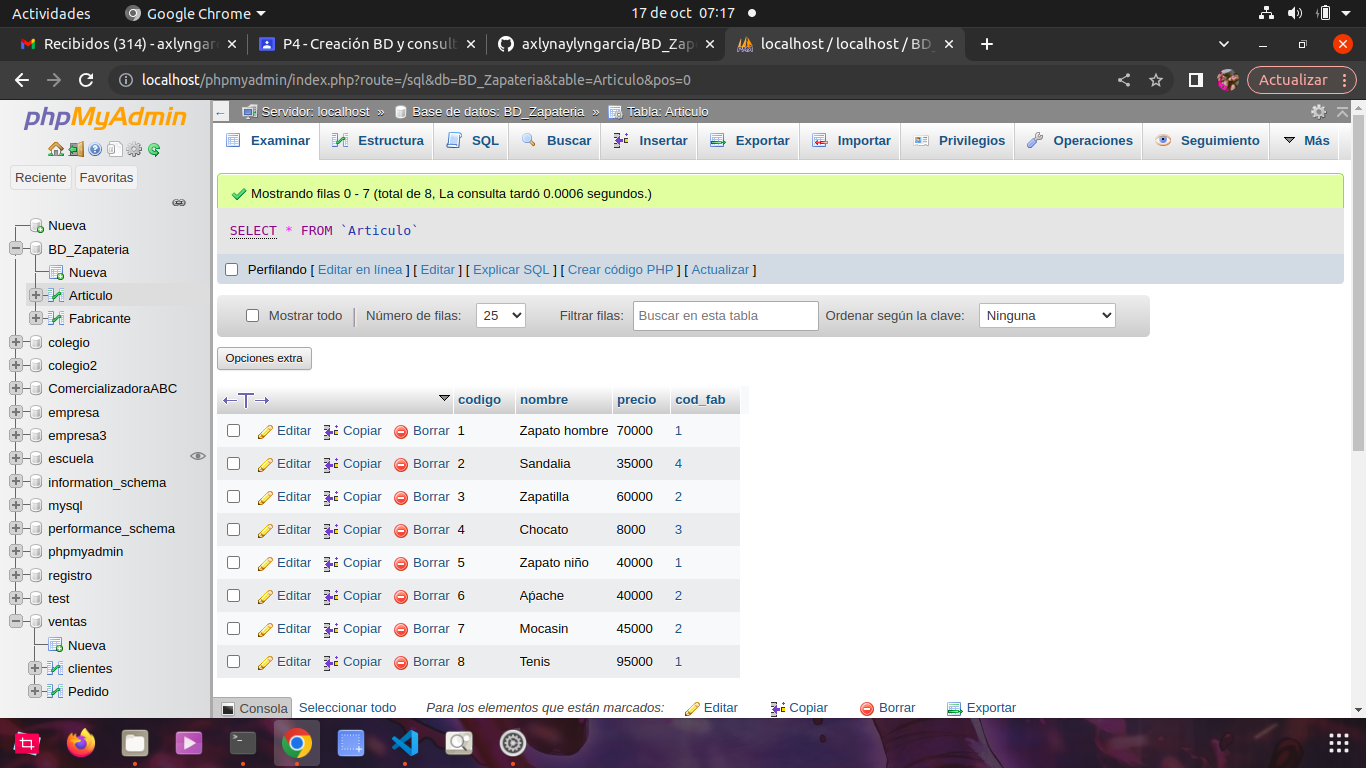 Actividades Google Chrome 17 de oct 07:17
Recibidos (314) - axlyngar P4 - Creación BD y consult axlynaylyngarcia/BD_Zap localhost / localhost / BD_
localhost/phpmyadmin/index.php?route=/sql&db=BD_Zapateria&table=Articulo&pos=0 Actualizar
phpMyAdmin
Reciente Favoritas
Nueva
BD_Zapateria
Nueva
Articulo
Fabricante
colegio
colegio2
ComercializadoraABC
empresa
empresa3
escuela
information_schema
mysql
performance_schema
phpmyadmin
registro
test
ventas
Nueva
clientes
Pedido
Servidor: localhost » Base de datos: BD_Zapateria » Tabla: Articulo
Examinar Estructura SQL Buscar Insertar Exportar Importar Privilegios Operaciones Seguimiento Más
Mostrando filas 0 - 7 (total de 8, La consulta tardó 0.0006 segundos.)
SELECT * FROM `Articulo`
Perfilando [ Editar en línea ] [ Editar ] [ Explicar SQL ] [ Crear código PHP ] [ Actualizar ]
Mostrar todo | Número de filas: 25 Filtrar filas: Buscar en esta tabla Ordenar según la clave: Ninguna
Opciones extra
←T→ codigo nombre precio cod_fab
Editar Copiar Borrar 1 Zapato hombre 70000 1
Editar Copiar Borrar 2 Sandalia 35000 4
Editar Copiar Borrar 3 Zapatilla 60000 2
Editar Copiar Borrar 4 Chocato 8000 3
Editar Copiar Borrar 5 Zapato niño 40000 1
Editar Copiar Borrar 6 Apache 40000 2
Editar Copiar Borrar 7 Mocasin 45000 2
Editar Copiar Borrar 8 Tenis 95000 1
Consola Seleccionar todo Para los elementos que están marcados: Editar Copiar Borrar Exportar